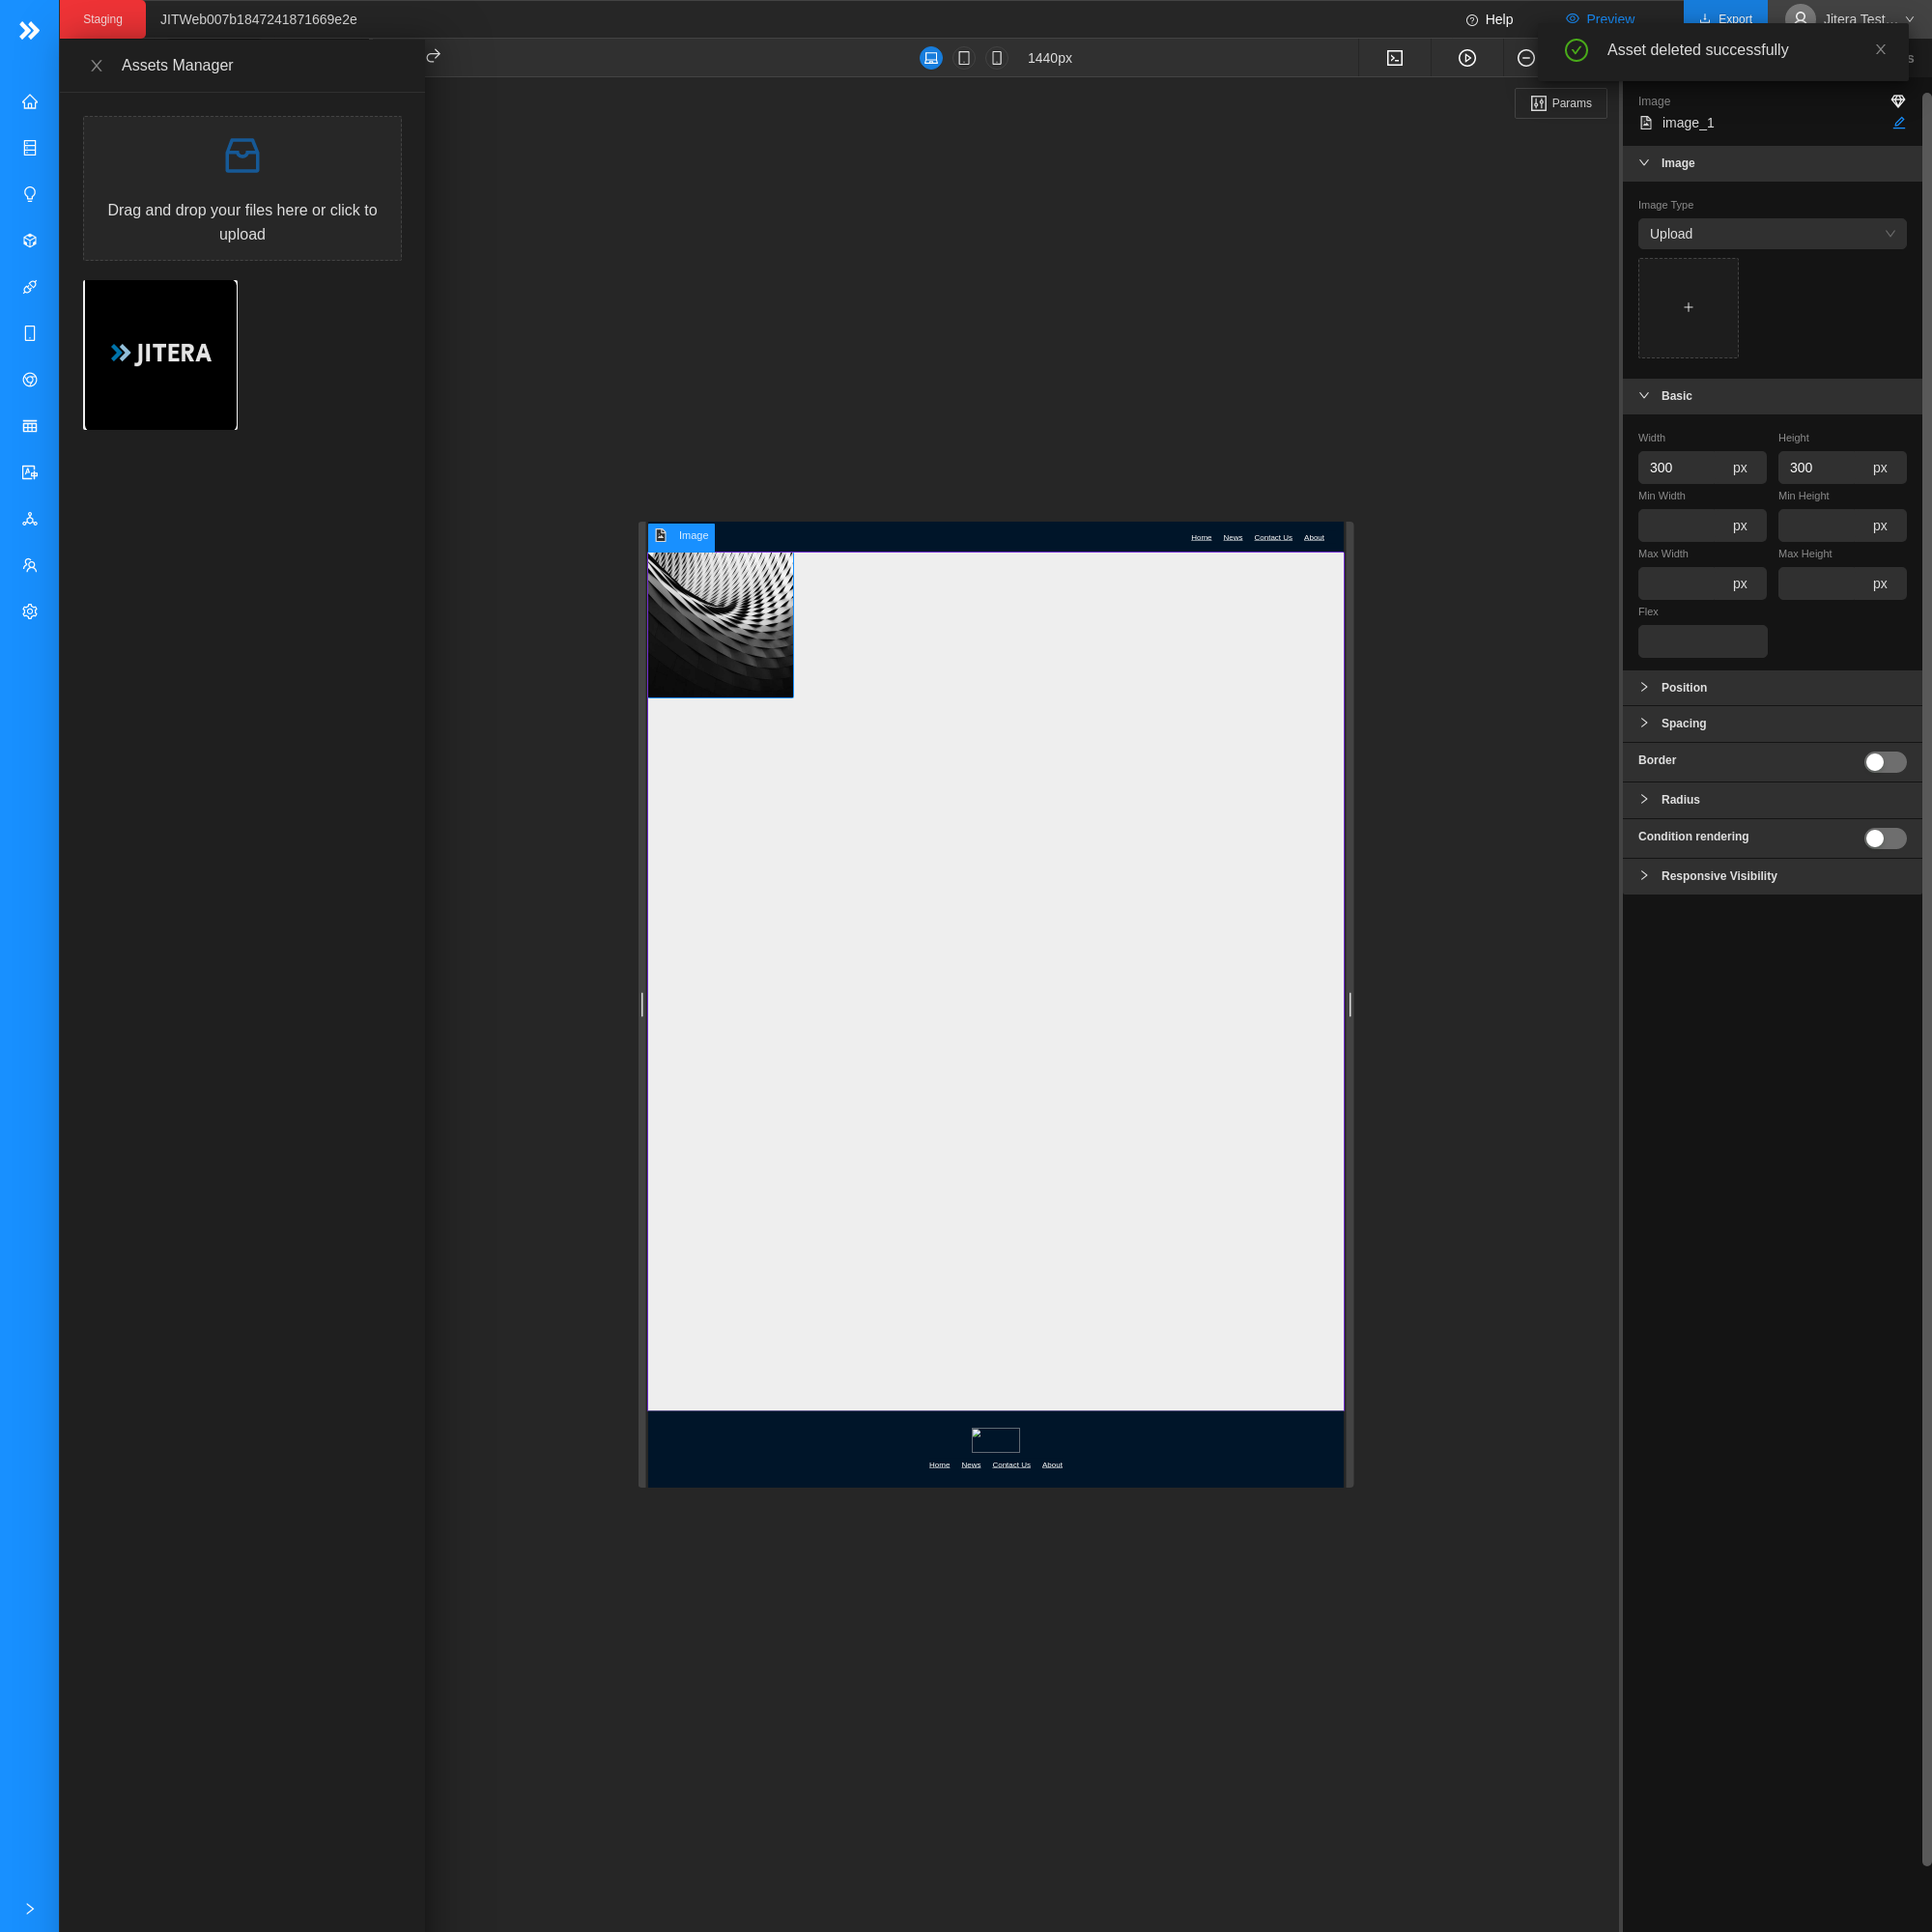 Staging
JITWeb007b1847241871669e2e
Help
Preview
Export
Jitera Test...
Asset deleted successfully
s
Assets Manager
1440px
Params
Drag and drop your files here or click to
upload
JITERA
Image
Home
News
Contact Us
About
Home
News
Contact Us
About
Image
image_1
Image
Image Type
Upload
+
Basic
Width
Height
300 px
300 px
Min Width
Min Height
px
px
Max Width
Max Height
px
px
Flex
Position
Spacing
Border
Radius
Condition rendering
Responsive Visibility